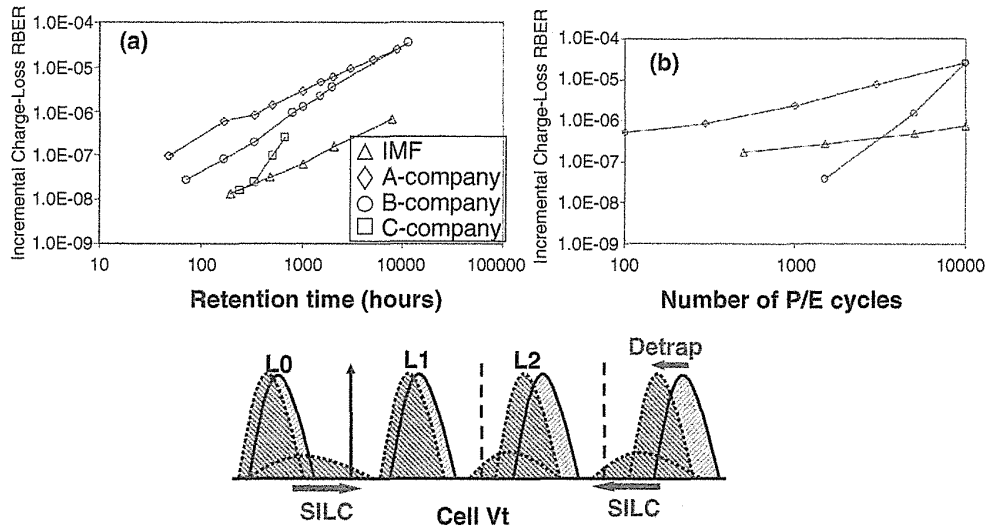 Incremental Charge-Loss RBER
1.0E-04
1.0E-05
1.0E-06
1.0E-07
1.0E-08
1.0E-09
(a)
10
100
1000
10000
100000
Retention time (hours)
IMF
A-company
B-company
C-company
Incremental Charge-Loss RBER
1.0E-04
1.0E-05
1.0E-06
1.0E-07
1.0E-08
1.0E-09
(b)
100
1000
10000
Number of P/E cycles
L0
L1
L2
Detrap
SILC
SILC
Cell Vt